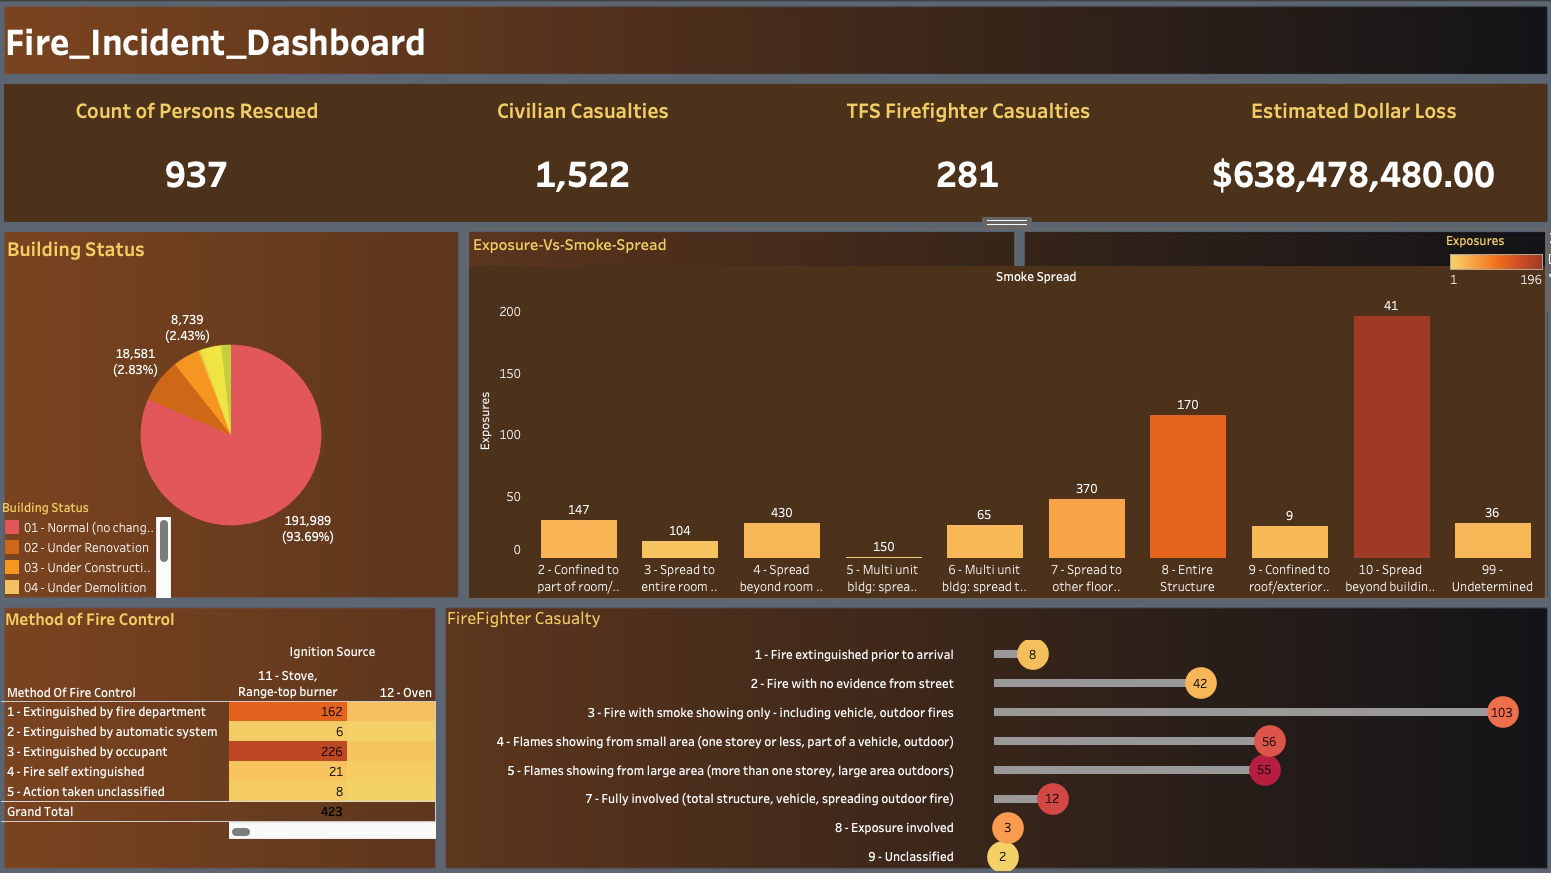 Fire_Incident_Dashboard
Count of Persons Rescued
Civilian Casualties
TFS Firefighter Casualties
Estimated Dollar Loss
937
1,522
281
$638,478,480.00
Building Status
8,739
(2.43%)
18,581
(2.83%)
191,989
(93.69%)
Building Status
01 - Normal (no chang..
02 - Under Renovation
03 - Under Constructi..
04 - Under Demolition
Exposure-Vs-Smoke-Spread
Exposures
1
196
Smoke Spread
Exposures
200
150
100
50
0
147
104
430
150
65
370
170
9
41
36
2 - Confined to
part of room/..
3 - Spread to
entire room ..
4 - Spread
beyond room ..
5 - Multi unit
bldg: sprea..
6 - Multi unit
bldg: spread t..
7 - Spread to
other floor..
8 - Entire
Structure
9 - Confined to
roof/exterior..
10 - Spread
beyond buildin..
99 -
Undetermined
Method of Fire Control
Ignition Source
11 - Stove,
Range-top burner
12 - Oven
Method Of Fire Control
1 - Extinguished by fire department 162
2 - Extinguished by automatic system 6
3 - Extinguished by occupant 226
4 - Fire self extinguished 21
5 - Action taken unclassified 8
Grand Total 423
FireFighter Casualty
1 - Fire extinguished prior to arrival 8
2 - Fire with no evidence from street 42
3 - Fire with smoke showing only - including vehicle, outdoor fires 103
4 - Flames showing from small area (one storey or less, part of a vehicle, outdoor) 56
5 - Flames showing from large area (more than one storey, large area outdoors) 55
7 - Fully involved (total structure, vehicle, spreading outdoor fire) 12
8 - Exposure involved 3
9 - Unclassified 2